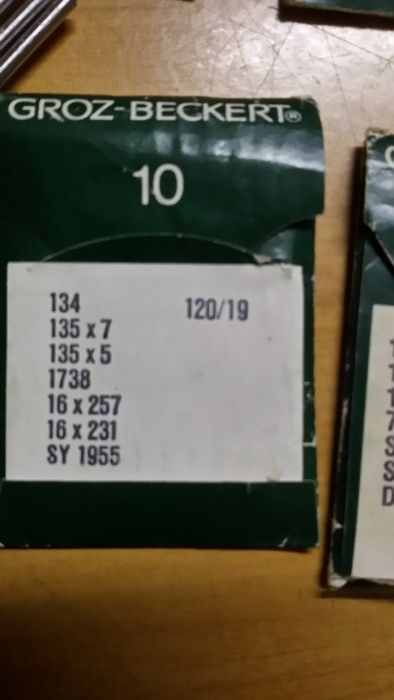 GROZ-BECKERT®
10
134 120/19
135 x 7
135 x 5
1738
16 x 257
16 x 231
SY 1955